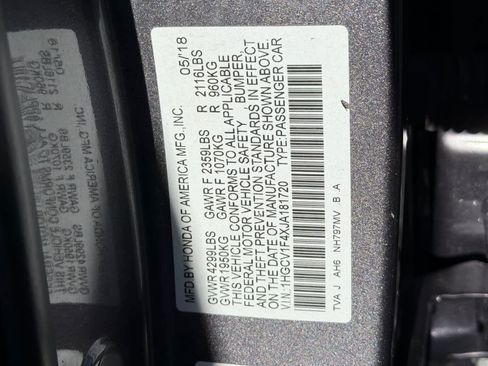 MFD BY HONDA OF AMERICA MFG., INC. 05/18
GVWR 4299LBS GAWR F 2359LBS R 2116LBS
GVWR 1950KG GAWR F 1070KG R 960KG
THIS VEHICLE CONFORMS TO ALL APPLICABLE
FEDERAL MOTOR VEHICLE SAFETY, BUMPER,
AND THEFT PREVENTION STANDARDS IN EFFECT
ON THE DATE OF MANUFACTURE SHOWN ABOVE.
V.I.N.: 1HGCV1F4XJA181720 TYPE:PASSENGER CAR
TVA J AH6 NH797MV B A